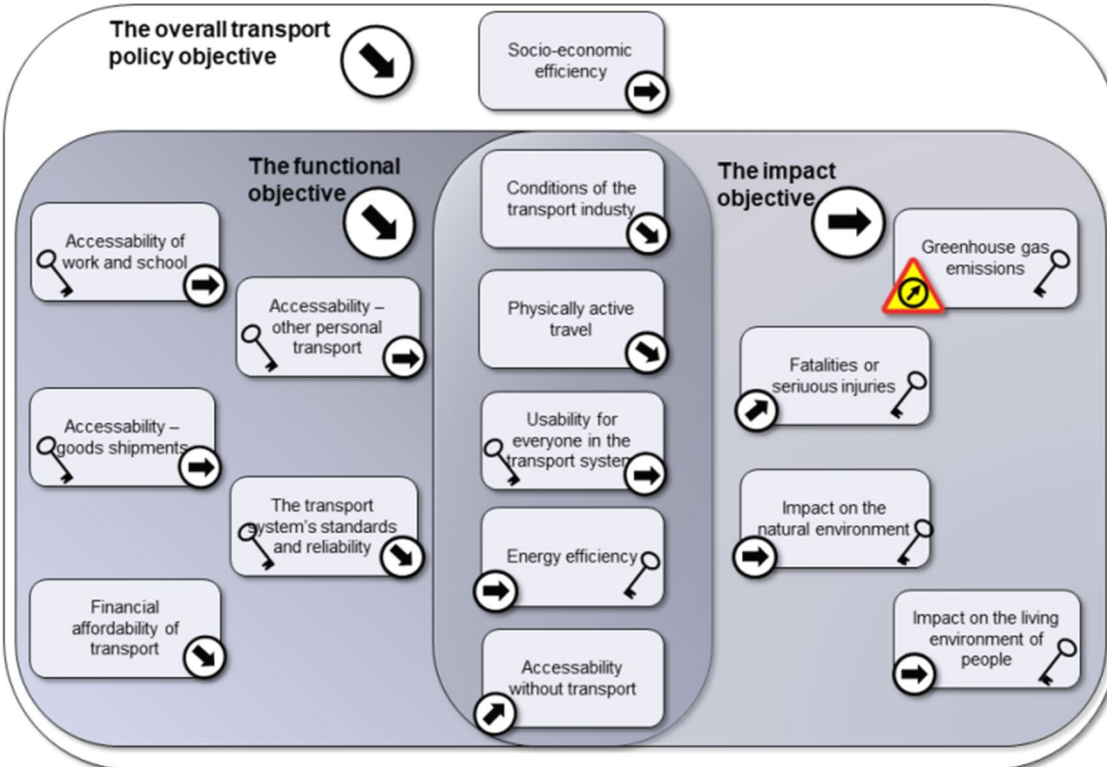 The overall transport
policy objective
Socio-economic
efficiency
The functional
objective
Conditions of the
transport industy
The impact
objective
Accessability of
work and school
Greenhouse gas
emissions
Accessability –
other personal
transport
Physically active
travel
Fatalities or
seriuous injuries
Accessability –
goods shipments
Usability for
everyone in the
transport system
The transport
system's standards
and reliability
Impact on the
natural environment
Energy efficiency
Financial
affordability of
transport
Impact on the living
environment of
people
Accessability
without transport